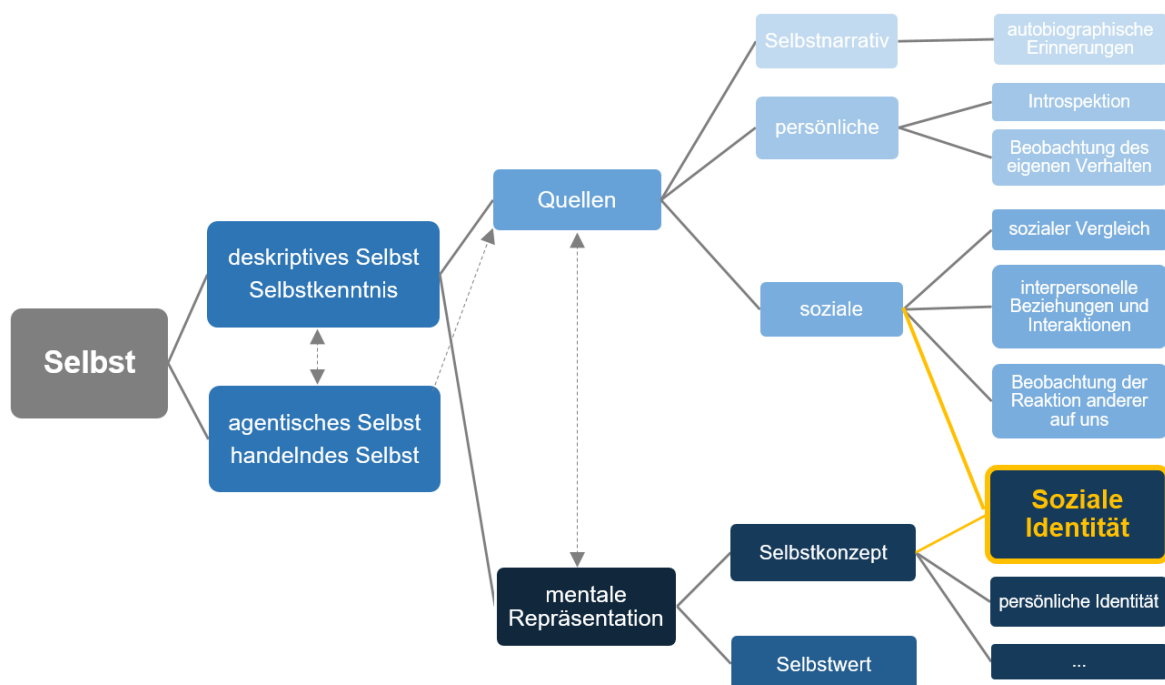 Selbst
deskriptives Selbst
Selbstkenntnis
agentisches Selbst
handelndes Selbst
Quellen
mentale
Repräsentation
Selbstnarrativ
persönliche
soziale
Selbstkonzept
Selbstwert
autobiographische
Erinnerungen
Introspektion
Beobachtung des
eigenen Verhalten
sozialer Vergleich
interpersonelle
Beziehungen und
Interaktionen
Beobachtung der
Reaktion anderer
auf uns
Soziale
Identität
persönliche Identität
...